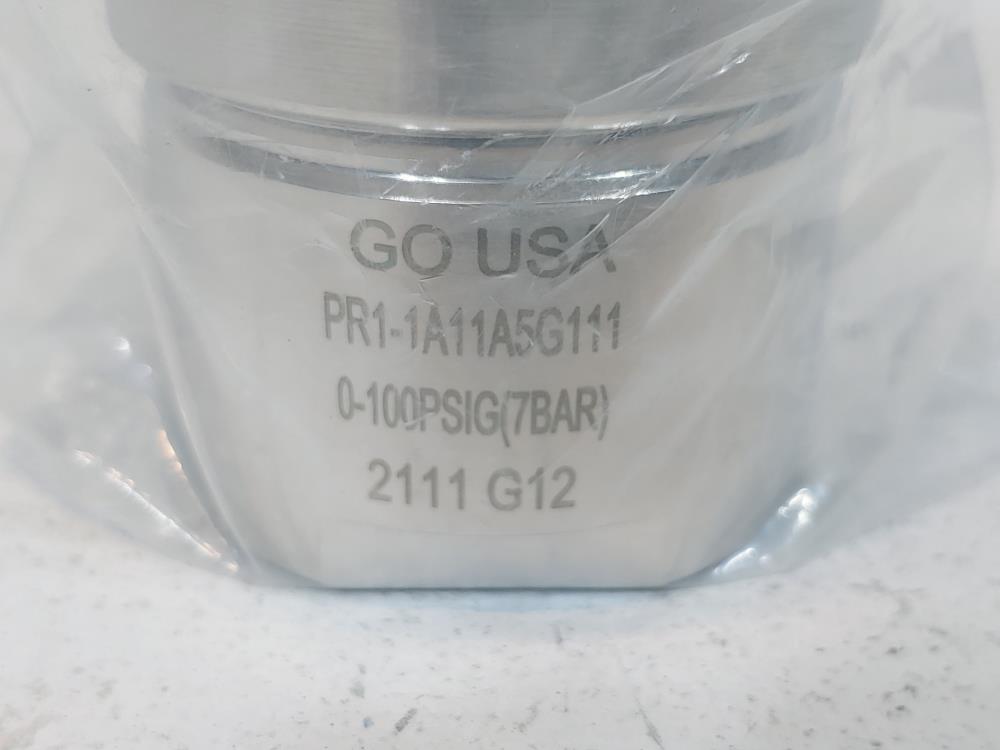 GO USA
PR1-1A11A5G111
0-100PSIG(7BAR)
2111 G12